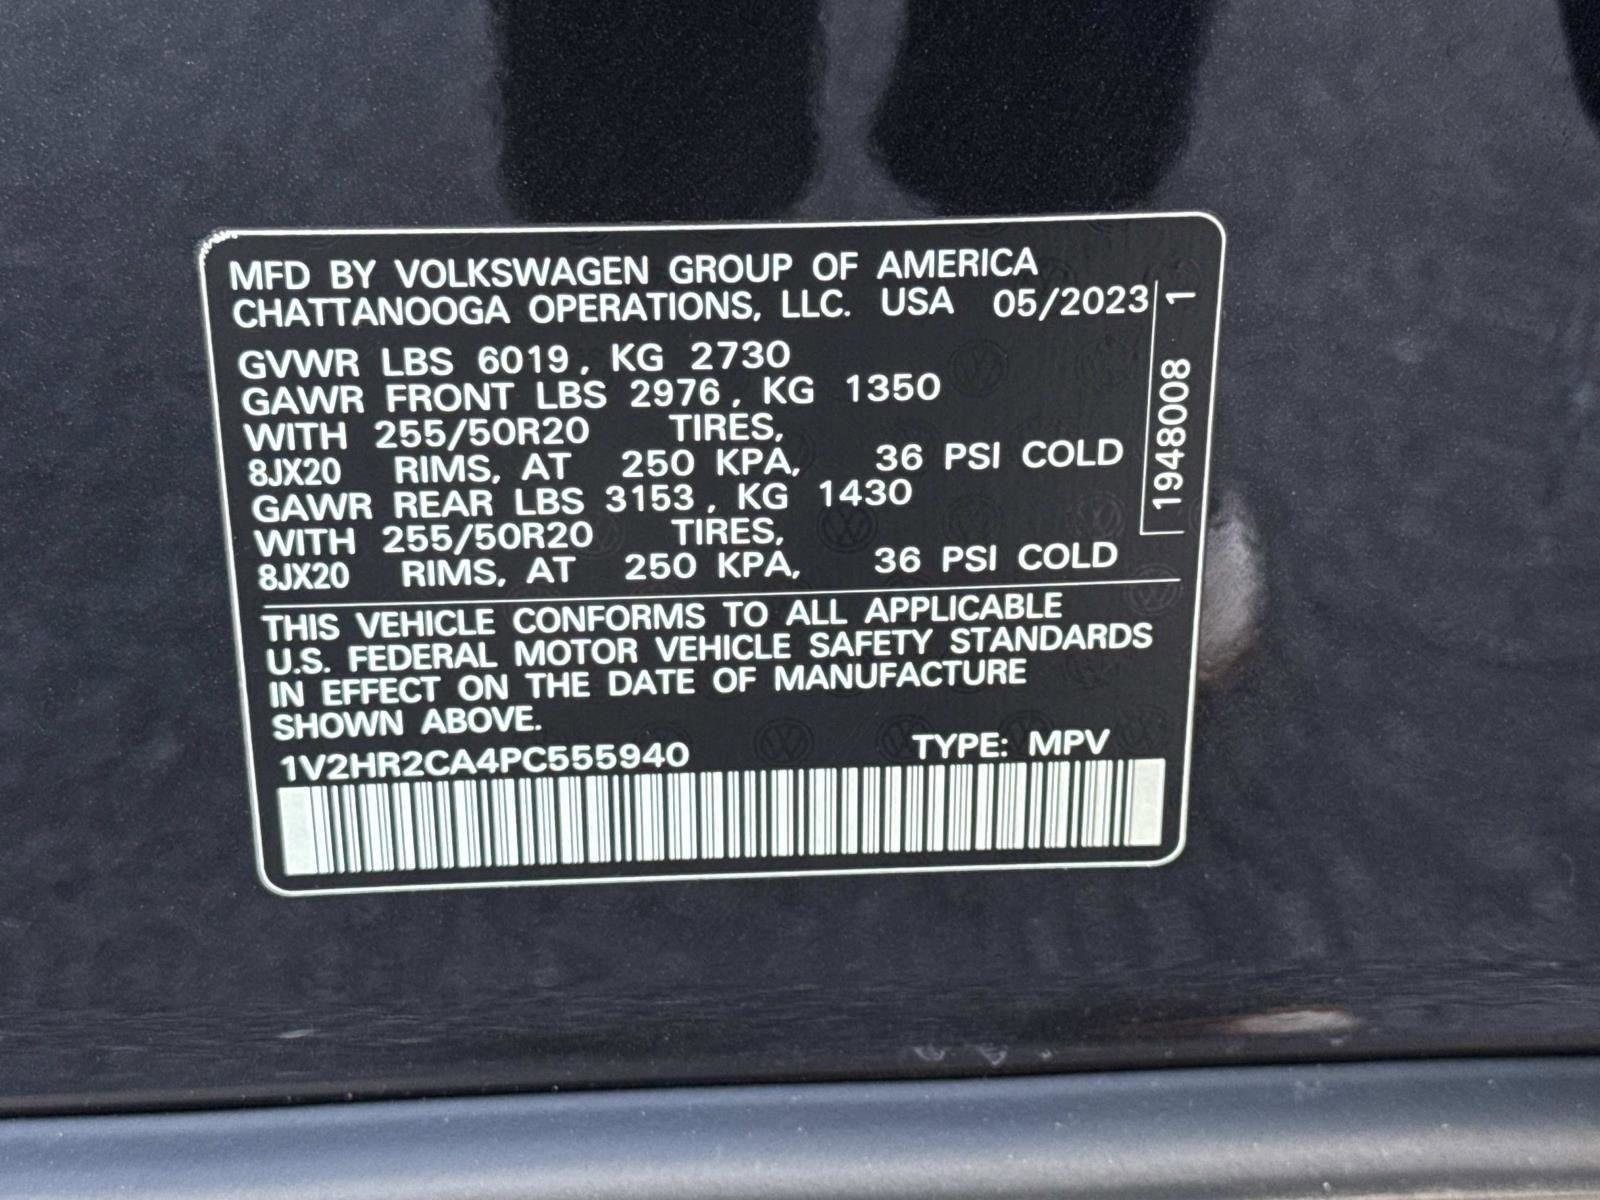 MFD BY VOLKSWAGEN GROUP OF AMERICA
CHATTANOOGA OPERATIONS, LLC. USA 05/2023
GVWR LBS 6019, KG 2730
GAWR FRONT LBS 2976, KG 1350
WITH 255/50R20 TIRES,
8JX20 RIMS, AT 250 KPA, 36 PSI COLD
GAWR REAR LBS 3153, KG 1430
WITH 255/50R20 TIRES,
8JX20 RIMS, AT 250 KPA, 36 PSI COLD
THIS VEHICLE CONFORMS TO ALL APPLICABLE
U.S. FEDERAL MOTOR VEHICLE SAFETY STANDARDS
IN EFFECT ON THE DATE OF MANUFACTURE
SHOWN ABOVE.
1V2HR2CA4PC555940 TYPE: MPV
1948008 1